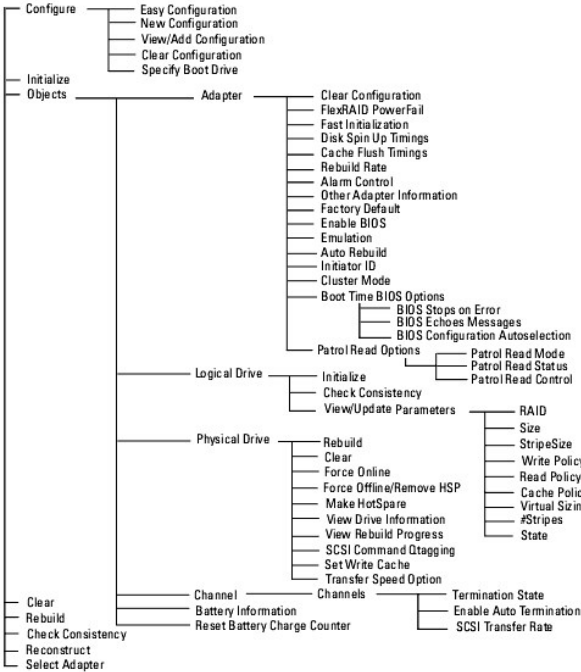 Configure
Easy Configuration
New Configuration
View/Add Configuration
Clear Configuration
Specify Boot Drive
Initialize
Objects
Adapter
Clear Configuration
FlexRAID PowerFail
Fast Initialization
Disk Spin Up Timings
Cache Flush Timings
Rebuild Rate
Alarm Control
Other Adapter Information
Factory Default
Enable BIOS
Emulation
Auto Rebuild
Initiator ID
Cluster Mode
Boot Time BIOS Options
BIOS Stops on Error
BIOS Echoes Messages
BIOS Configuration Autoselection
Patrol Read Options
Patrol Read Mode
Patrol Read Status
Patrol Read Control
Logical Drive
Initialize
Check Consistency
View/Update Parameters
RAID
Size
StripeSize
Write Policy
Read Policy
Cache Polic
Virtual Sizin
#Stripes
State
Physical Drive
Rebuild
Clear
Force Online
Force Offline/Remove HSP
Make HotSpare
View Drive Information
View Rebuild Progress
SCSI Command Qtagging
Set Write Cache
Transfer Speed Option
Channel
Channels
Termination State
Enable Auto Termination
SCSI Transfer Rate
Battery Information
Reset Battery Charge Counter
Clear
Rebuild
Check Consistency
Reconstruct
Select Adapter